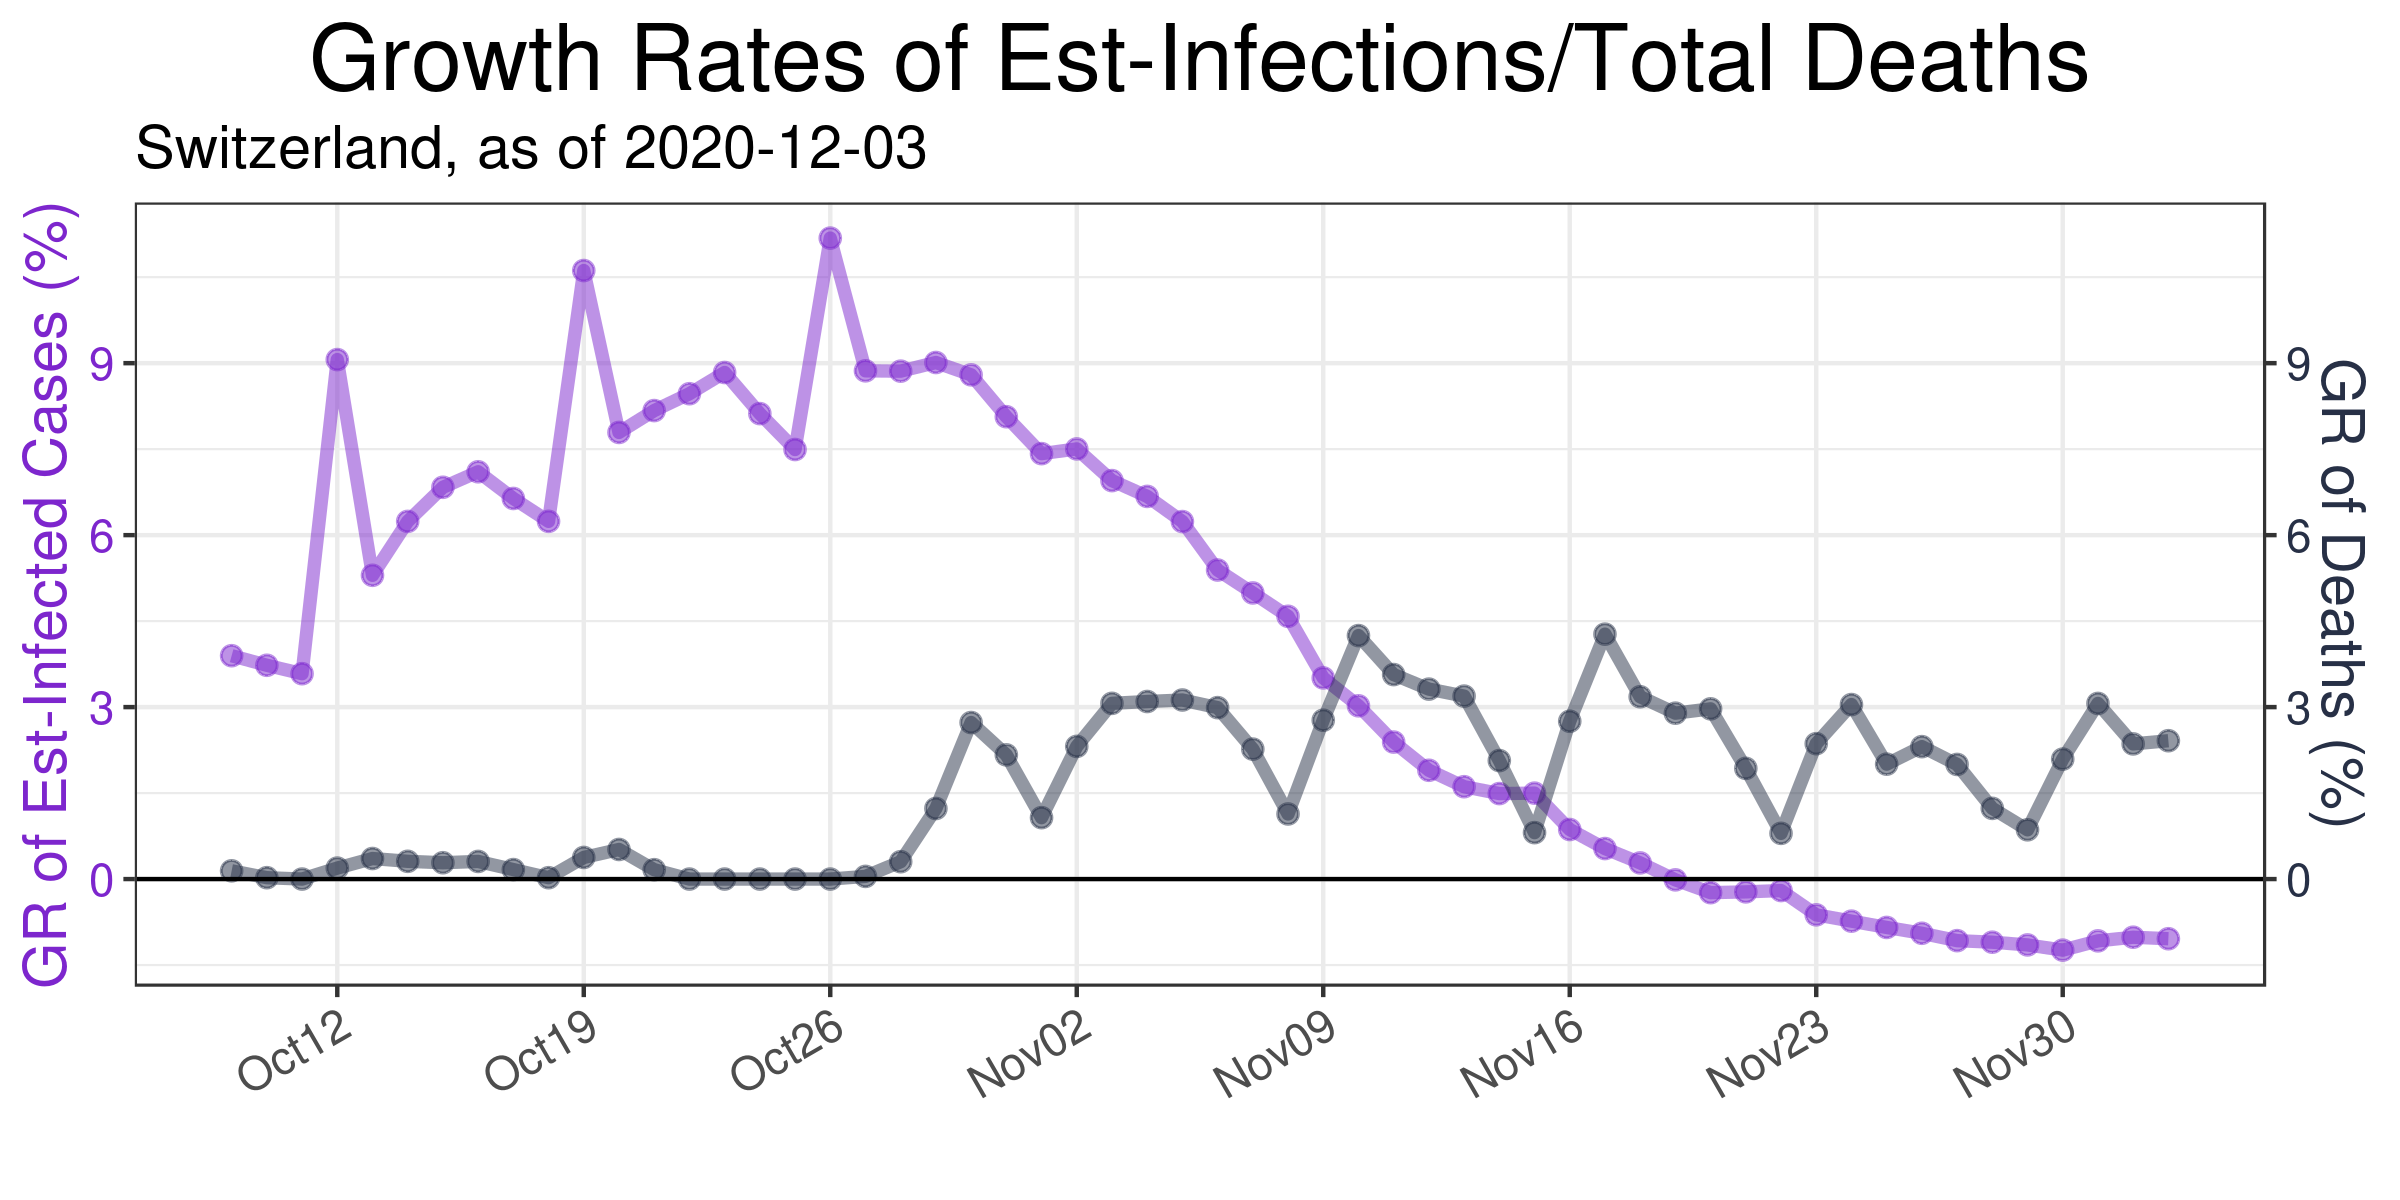 Growth Rates of Est-Infections/Total Deaths
Switzerland, as of 2020-12-03
GR of Est-Infected Cases (%)
9
6
3
0
9
6
3
0
GR of Deaths (%)
Oct12
Oct19
Oct26
Nov02
Nov09
Nov16
Nov23
Nov30